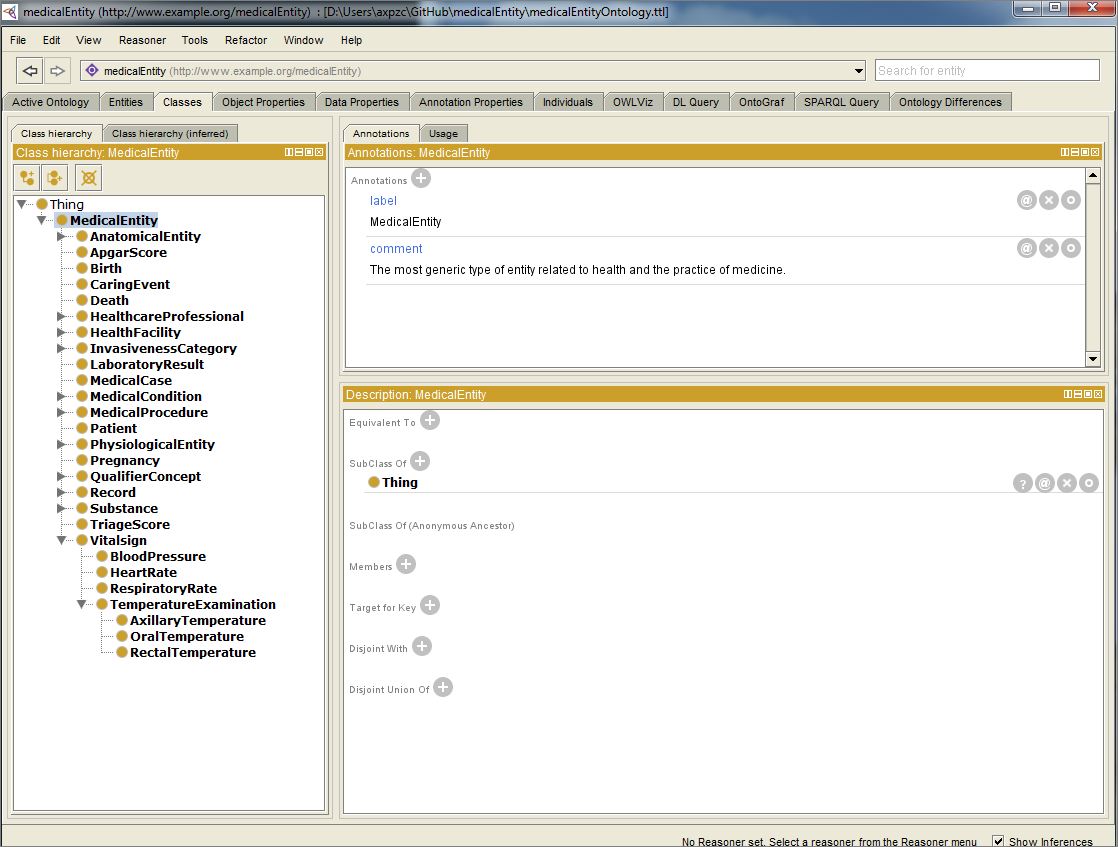 medicalEntity (http://www.example.org/medicalEntity) : [D:\Users\axpzc\GitHub\medicalEntity\medicalEntityOntology.ttl]
File Edit View Reasoner Tools Refactor Window Help
medicalEntity (http://www.example.org/medicalEntity) Search for entity
Active Ontology Entities Classes Object Properties Data Properties Annotation Properties Individuals OWLViz DL Query OntoGraf SPARQL Query Ontology Differences
Class hierarchy Class hierarchy (inferred)
Class hierarchy: MedicalEntity
Thing
MedicalEntity
AnatomicalEntity
ApgarScore
Birth
CaringEvent
Death
HealthcareProfessional
HealthFacility
InvasivenessCategory
LaboratoryResult
MedicalCase
MedicalCondition
MedicalProcedure
Patient
PhysiologicalEntity
Pregnancy
QualifierConcept
Record
Substance
TriageScore
Vitalsign
BloodPressure
HeartRate
RespiratoryRate
TemperatureExamination
AxillaryTemperature
OralTemperature
RectalTemperature
Annotations Usage
Annotations: MedicalEntity
Annotations
label
MedicalEntity
comment
The most generic type of entity related to health and the practice of medicine.
Description: MedicalEntity
Equivalent To
SubClass Of
Thing
SubClass Of (Anonymous Ancestor)
Members
Target for Key
Disjoint With
Disjoint Union Of
No Reasoner set. Select a reasoner from the Reasoner menu Show Inferences